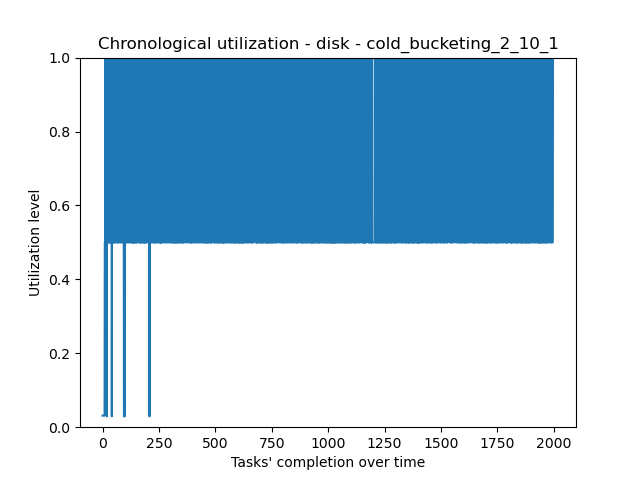 Chronological utilization - disk - cold_bucketing_2_10_1
1.0
0.8
0.6
0.4
0.2
0.0
Utilization level
0 250 500 750 1000 1250 1500 1750 2000
Tasks' completion over time